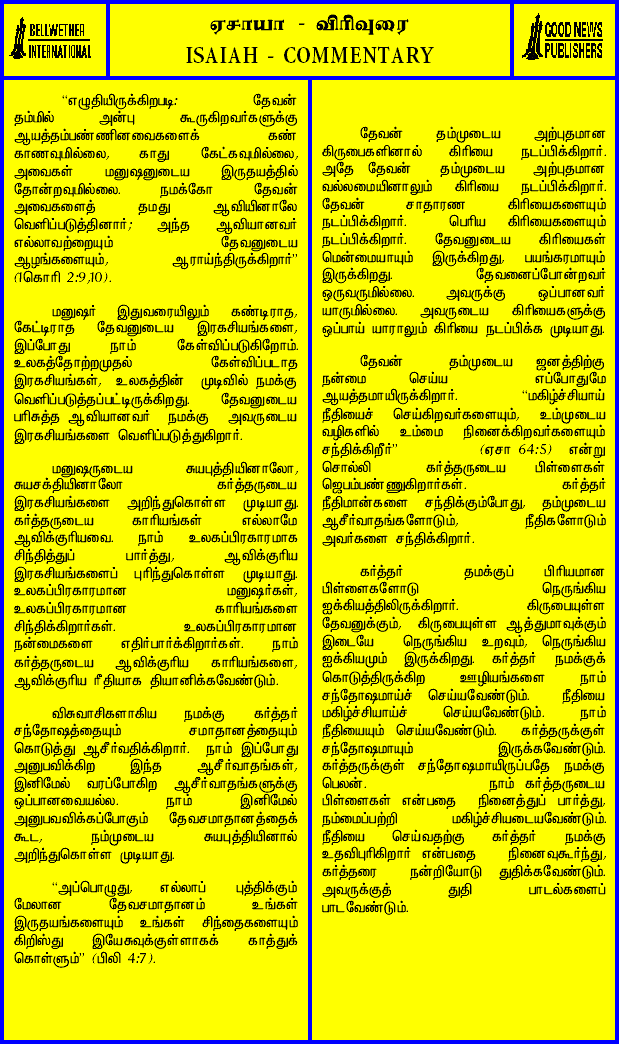 BELLWETHER
INTERNATIONAL
ஏசாயா - விரிவுரை
ISAIAH - COMMENTARY
GOOD NEWS
PUBLISHERS
“எழுதியிருக்கிறபடி: தேவன்
தம்மில் அன்பு கூருகிறவர்களுக்கு
ஆயத்தம்பண்ணினவைகளைக் கண்
காணவுமில்லை, காது கேட்கவுமில்லை,
அவைகள் மனுஷனுடைய இருதயத்தில்
தோன்றவுமில்லை. நமக்கோ தேவன்
அவைகளைத் தமது ஆவியினாலே
வெளிப்படுத்தினார்; அந்த ஆவியானவர்
எல்லாவற்றையும் தேவனுடைய
ஆழங்களையும், ஆராய்ந்திருக்கிறார்”
(1கொரி 2:9,10).
மனுஷர் இதுவரையிலும் கண்டிராத,
கேட்டிராத தேவனுடைய இரகசியங்களை,
இப்போது நாம் கேள்விப்படுகிறோம்.
உலகத்தோற்றமுதல் கேள்விப்படாத
இரகசியங்கள், உலகத்தின் முடிவில் நமக்கு
வெளிப்படுத்தப்பட்டிருக்கிறது. தேவனுடைய
பரிசுத்த ஆவியானவர் நமக்கு அவருடைய
இரகசியங்களை வெளிப்படுத்துகிறார்.
மனுஷருடைய சுயபுத்தியினாலோ,
சுயசக்தியினாலோ கர்த்தருடைய
இரகசியங்களை அறிந்துகொள்ள முடியாது.
கர்த்தருடைய காரியங்கள் எல்லாமே
ஆவிக்குரியவை. நாம் உலகப்பிரகாரமாக
சிந்தித்துப் பார்த்து, ஆவிக்குரிய
இரகசியங்களைப் புரிந்துகொள்ள முடியாது.
உலகப்பிரகாரமான மனுஷர்கள்,
உலகப்பிரகாரமான காரியங்களை
சிந்திக்கிறார்கள். உலகப்பிரகாரமான
நன்மைகளை எதிர்பார்க்கிறார்கள். நாம்
கர்த்தருடைய ஆவிக்குரிய காரியங்களை,
ஆவிக்குரிய ரீதியாக தியானிக்கவேண்டும்.
விசுவாசிகளாகிய நமக்கு கர்த்தர்
சந்தோஷத்தையும் சமாதானத்தையும்
கொடுத்து ஆசீர்வதிக்கிறார். நாம் இப்போது
அனுபவிக்கிற இந்த ஆசீர்வாதங்கள்,
இனிமேல் வரப்போகிற ஆசீர்வாதங்களுக்கு
ஒப்பானவையல்ல. நாம் இனிமேல்
அனுபவவிக்கப்போகும் தேவசமாதானத்தைக்
கூட, நம்முடைய சுயபுத்தியினால்
அறிந்துகொள்ள முடியாது.
“அப்பொழுது, எல்லாப் புத்திக்கும்
மேலான தேவசமாதானம் உங்கள்
இருதயங்களையும் உங்கள் சிந்தைகளையும்
கிறிஸ்து இயேசுவுக்குள்ளாகக் காத்துக்
கொள்ளும்” (பிலி 4:7).
தேவன் தம்முடைய அற்புதமான
கிருபைகளினால் கிரியை நடப்பிக்கிறார்.
அதே தேவன் தம்முடைய அற்புதமான
வல்லமையினாலும் கிரியை நடப்பிக்கிறார்.
தேவன் சாதாரண கிரியைகளையும்
நடப்பிக்கிறார். பெரிய கிரியைகளையும்
நடப்பிக்கிறார். தேவனுடைய கிரியைகள்
மென்மையாயும் இருக்கிறது, பயங்கரமாயும்
இருக்கிறது. தேவனைப்போன்றவர்
ஒருவருமில்லை. அவருக்கு ஒப்பானவர்
யாருமில்லை. அவருடைய கிரியைகளுக்கு
ஒப்பாய் யாராலும் கிரியை நடப்பிக்க முடியாது.
தேவன் தம்முடைய ஜனத்திற்கு
நன்மை செய்ய எப்போதுமே
ஆயத்தமாயிருக்கிறார். “மகிழ்ச்சியாய்
நீதியைச் செய்கிறவர்களையும், உம்முடைய
வழிகளில் உம்மை நினைக்கிறவர்களையும்
சந்திக்கிறீர்” (ஏசா 64:5) என்று
சொல்லி கர்த்தருடைய பிள்ளைகள்
ஜெபம்பண்ணுகிறார்கள். கர்த்தர்
நீதிமான்களை சந்திக்கும்போது, தம்முடைய
ஆசீர்வாதங்களோடும், நீதிகளோடும்
அவர்களை சந்திக்கிறார்.
கர்த்தர் தமக்குப் பிரியமான
பிள்ளைகளோடு நெருங்கிய
ஐக்கியத்திலிருக்கிறார். கிருபையுள்ள
தேவனுக்கும், கிருபையுள்ள ஆத்துமாவுக்கும்
இடையே நெருங்கிய உறவும், நெருங்கிய
ஐக்கியமும் இருக்கிறது. கர்த்தர் நமக்குக்
கொடுத்திருக்கிற ஊழியங்களை நாம்
சந்தோஷமாய்ச் செய்யவேண்டும். நீதியை
மகிழ்ச்சியாய்ச் செய்யவேண்டும். நாம்
நீதியையும் செய்யவேண்டும். கர்த்தருக்குள்
சந்தோஷமாயும் இருக்கவேண்டும்.
கர்த்தருக்குள் சந்தோஷமாயிருப்பதே நமக்கு
பெலன். நாம் கர்த்தருடைய
பிள்ளைகள் என்பதை நினைத்துப் பார்த்து,
நம்மைப்பற்றி மகிழ்ச்சியடையவேண்டும்.
நீதியை செய்வதற்கு கர்த்தர் நமக்கு
உதவிபுரிகிறார் என்பதை நினைவுகூர்ந்து,
கர்த்தரை நன்றியோடு துதிக்கவேண்டும்.
அவருக்குத் துதி பாடல்களைப்
பாடவேண்டும்.